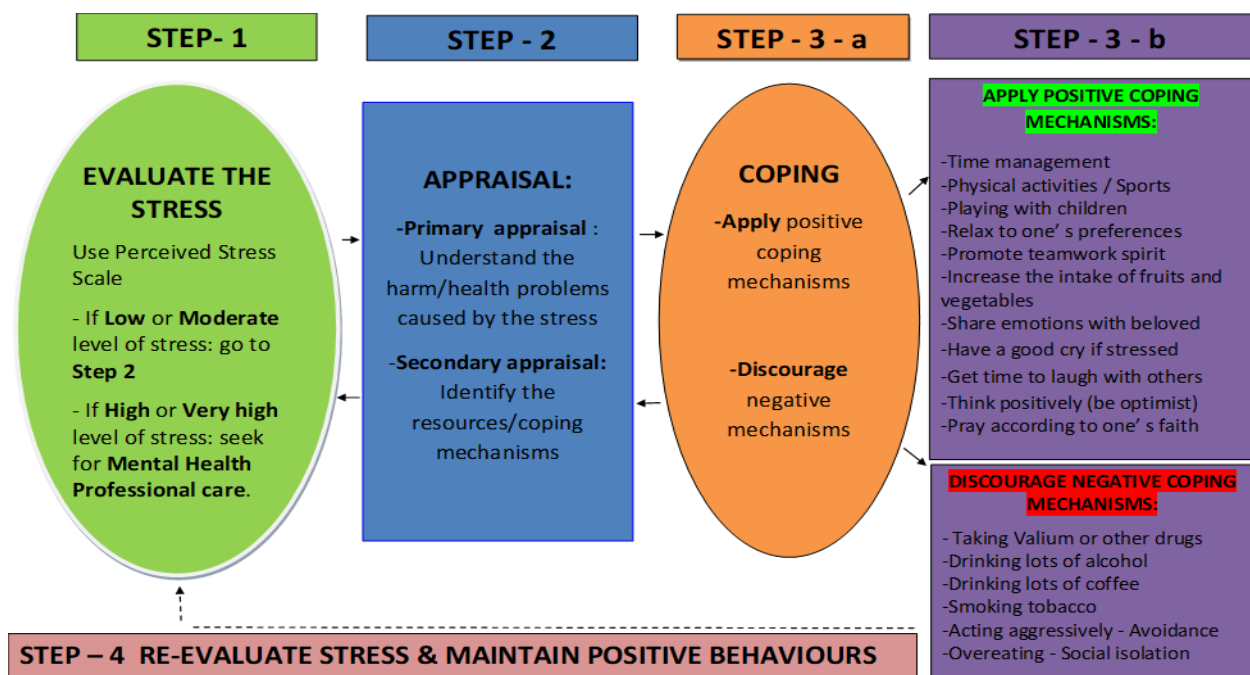 STEP- 1
EVALUATE THE
STRESS
Use Perceived Stress
Scale
- If Low or Moderate
level of stress: go to
Step 2
- If High or Very high
level of stress: seek
for Mental Health
Professional care.
STEP - 2
APPRAISAL:
-Primary appraisal :
Understand the
harm/health problems
caused by the stress
-Secondary appraisal:
Identify the
resources/coping
mechanisms
STEP - 3 - a
COPING
-Apply positive
coping
mechanisms
-Discourage
negative
mechanisms
STEP - 3 - b
APPLY POSITIVE COPING
MECHANISMS:
-Time management
-Physical activities / Sports
-Playing with children
-Relax to one’ s preferences
-Promote teamwork spirit
-Increase the intake of fruits and
vegetables
-Share emotions with beloved
-Have a good cry if stressed
-Get time to laugh with others
-Think positively (be optimist)
-Pray according to one’ s faith
DISCOURAGE NEGATIVE COPING
MECHANISMS:
- Taking Valium or other drugs
-Drinking lots of alcohol
-Drinking lots of coffee
-Smoking tobacco
-Acting aggressively - Avoidance
-Overeating - Social isolation
STEP – 4 RE-EVALUATE STRESS & MAINTAIN POSITIVE BEHAVIOURS